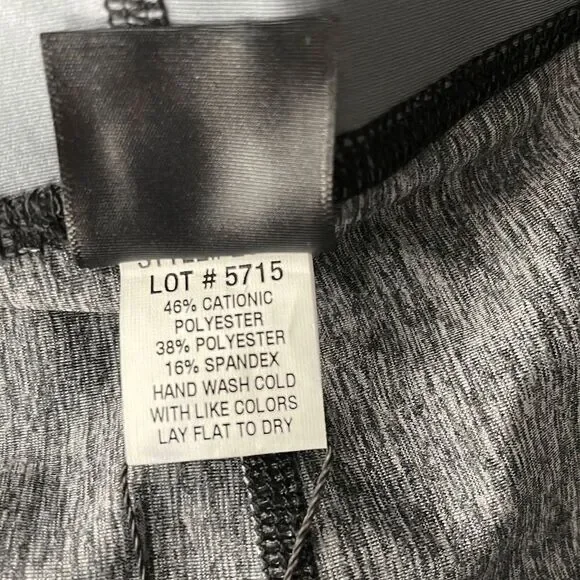 LOT # 5715
46% CATIONIC
POLYESTER
38% POLYESTER
16% SPANDEX
HAND WASH COLD
WITH LIKE COLORS
LAY FLAT TO DRY